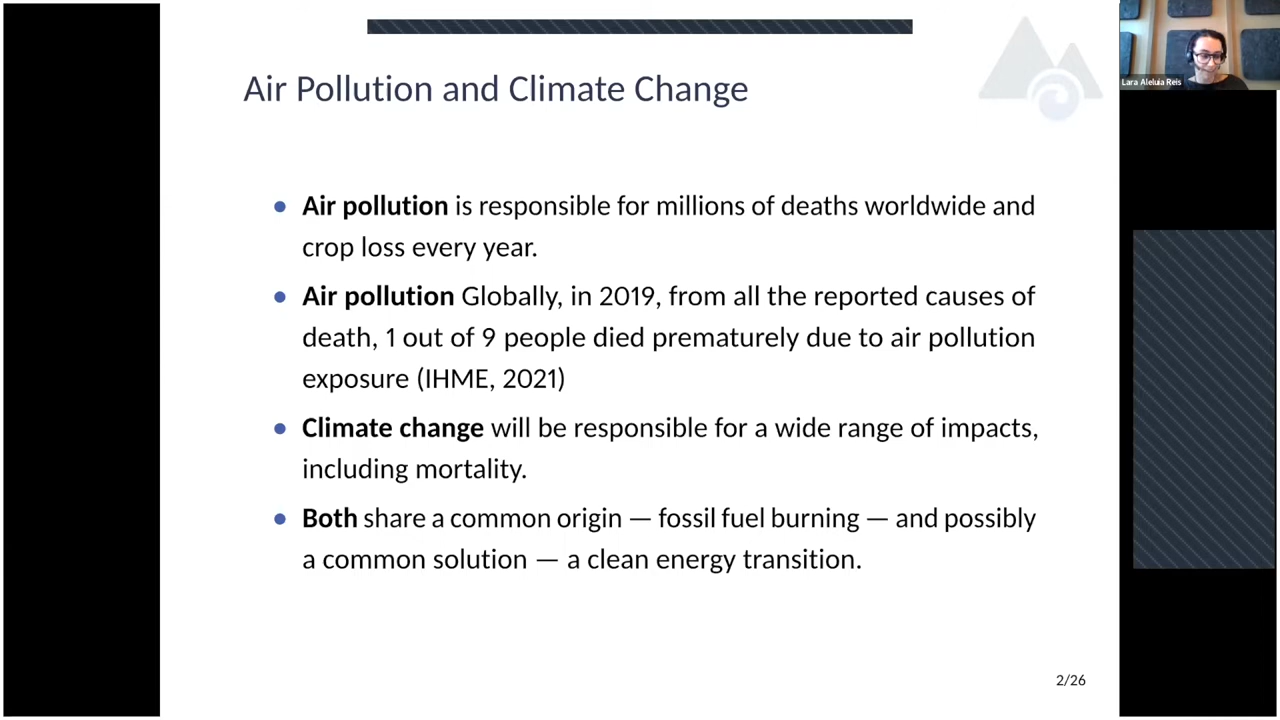 Air Pollution and Climate Change
Lara Aleluia Reis
● Air pollution is responsible for millions of deaths worldwide and
crop loss every year.
● Air pollution Globally, in 2019, from all the reported causes of
death, 1 out of 9 people died prematurely due to air pollution
exposure (IHME, 2021)
● Climate change will be responsible for a wide range of impacts,
including mortality.
● Both share a common origin — fossil fuel burning — and possibly
a common solution — a clean energy transition.
2/26